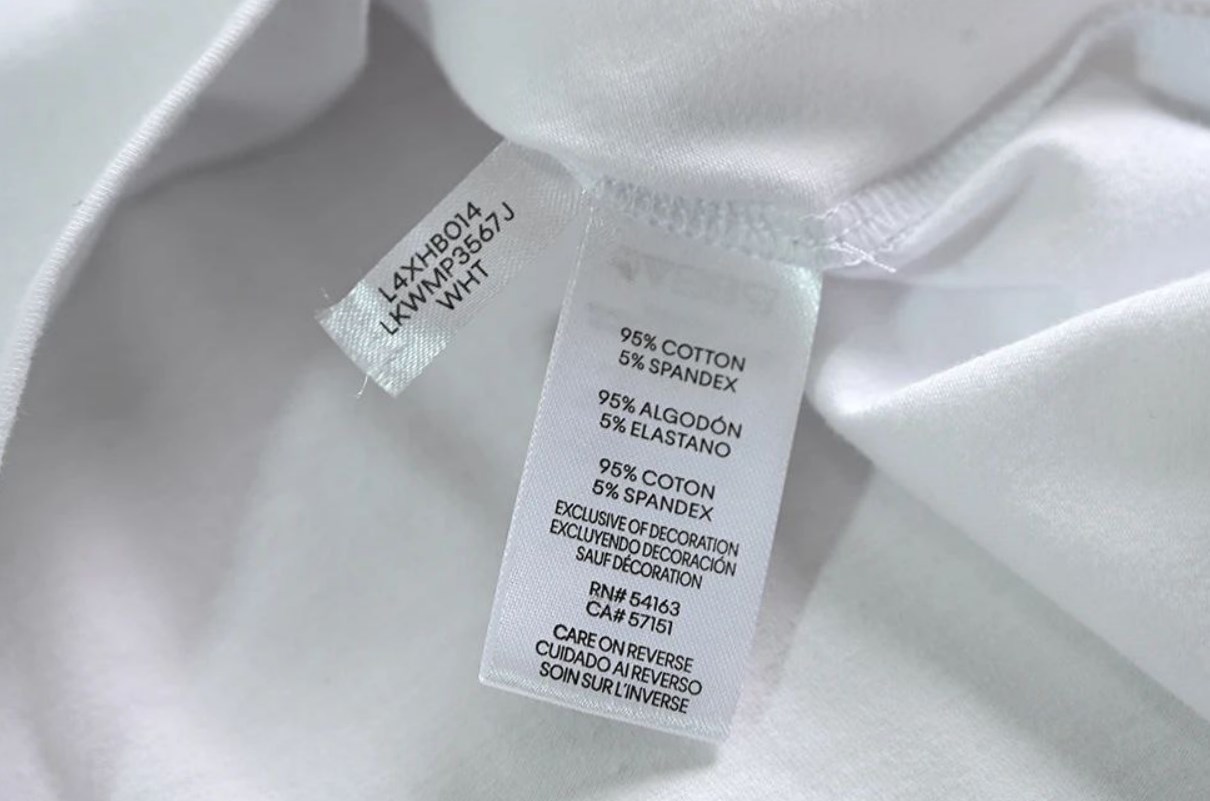 L4XHB014
LKWMP3567J
WHT
95% COTTON
5% SPANDEX
95% ALGODÓN
5% ELASTANO
95% COTON
5% SPANDEX
EXCLUSIVE OF DECORATION
EXCLUYENDO DECORACIÓN
SAUF DÉCORATION
RN# 54163
CA# 57151
CARE ON REVERSE
CUIDADO AI REVERSO
SOIN SUR L'INVERSE